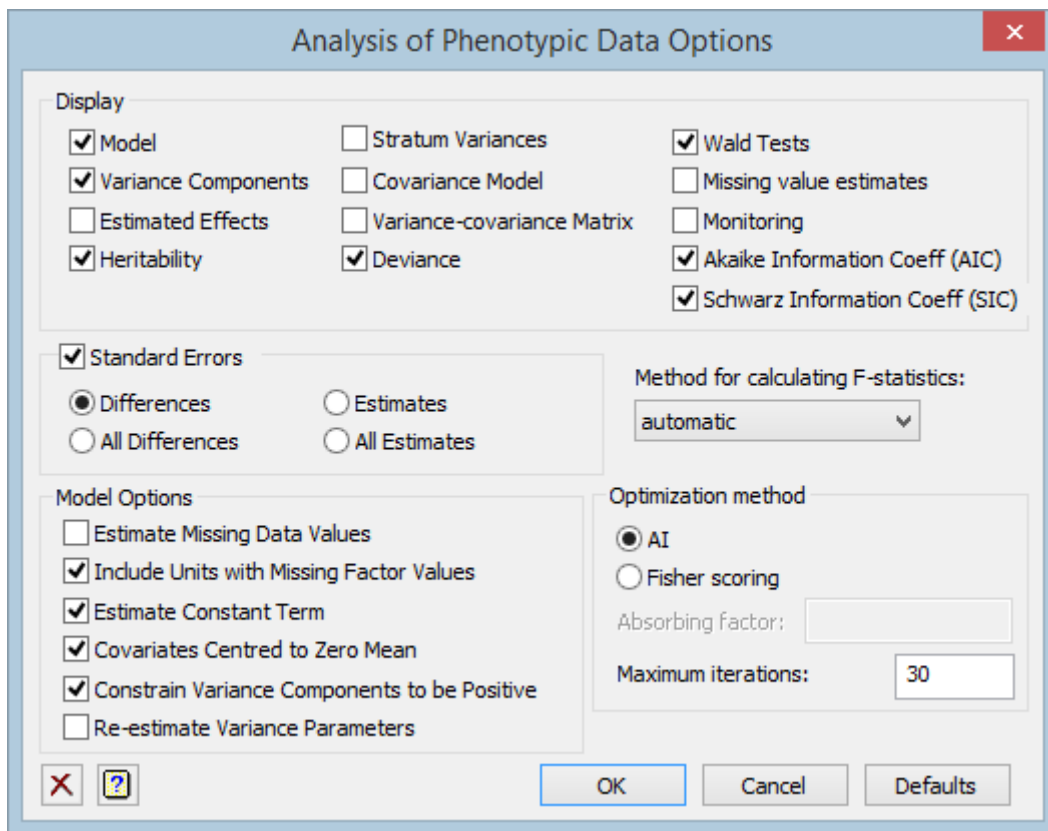 Analysis of Phenotypic Data Options
Display
Model
Variance Components
Estimated Effects
Heritability
Stratum Variances
Covariance Model
Variance-covariance Matrix
Deviance
Wald Tests
Missing value estimates
Monitoring
Akaike Information Coeff (AIC)
Schwarz Information Coeff (SIC)
Standard Errors
Differences
Estimates
All Differences
All Estimates
Method for calculating F-statistics:
automatic
Model Options
Estimate Missing Data Values
Include Units with Missing Factor Values
Estimate Constant Term
Covariates Centred to Zero Mean
Constrain Variance Components to be Positive
Re-estimate Variance Parameters
Optimization method
AI
Fisher scoring
Absorbing factor:
Maximum iterations: 30
?
OK
Cancel
Defaults